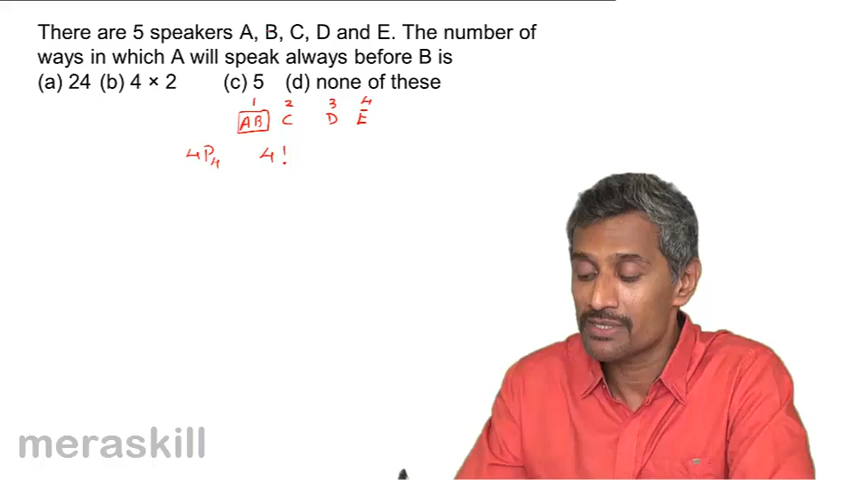 There are 5 speakers A, B, C, D and E. The number of
ways in which A will speak always before B is
(a) 24 (b) 4 × 2 (c) 5 (d) none of these
1 2 3 4
AB C D E
4P4 4!
meraskill